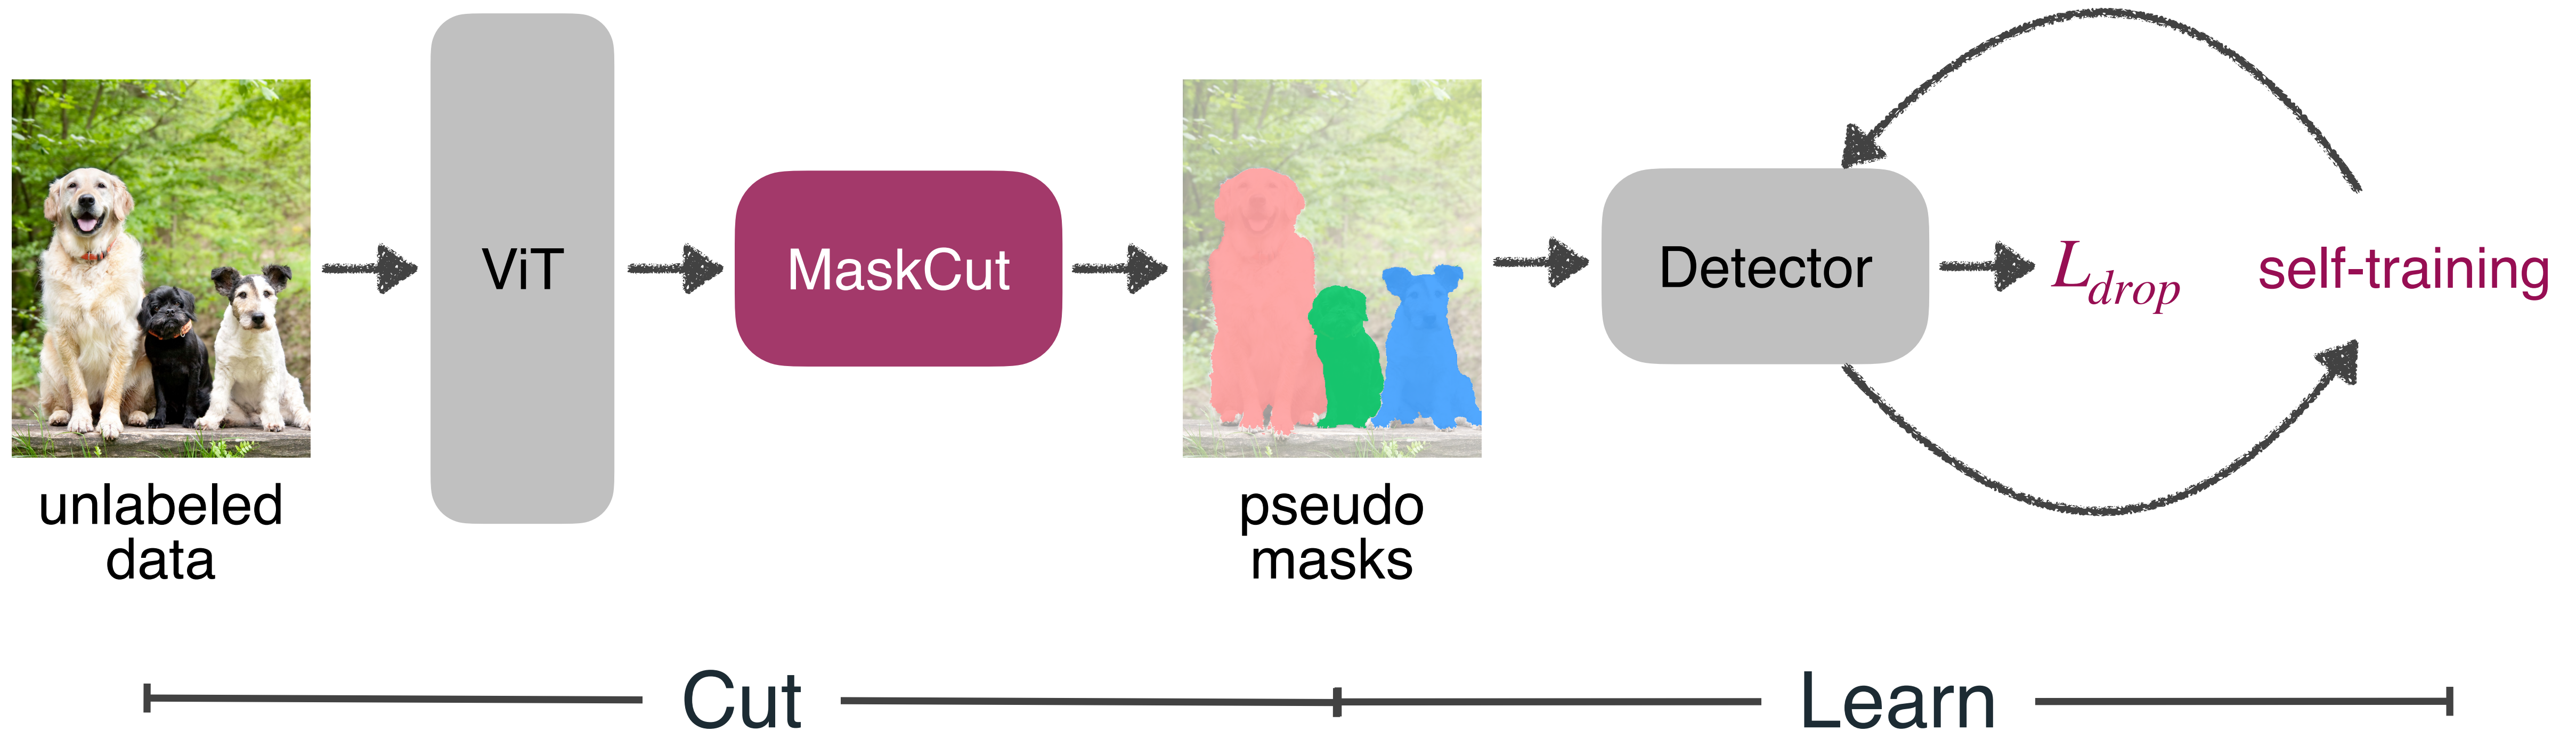 ViT
MaskCut
Detector
L_drop
self-training
unlabeled
data
pseudo
masks
Cut
Learn